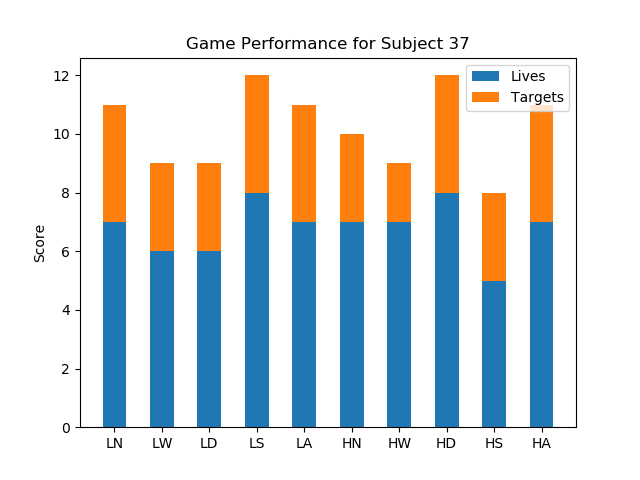 Game Performance for Subject 37
Lives
Targets
Score
12
10
8
6
4
2
0
LN LW LD LS LA HN HW HD HS HA